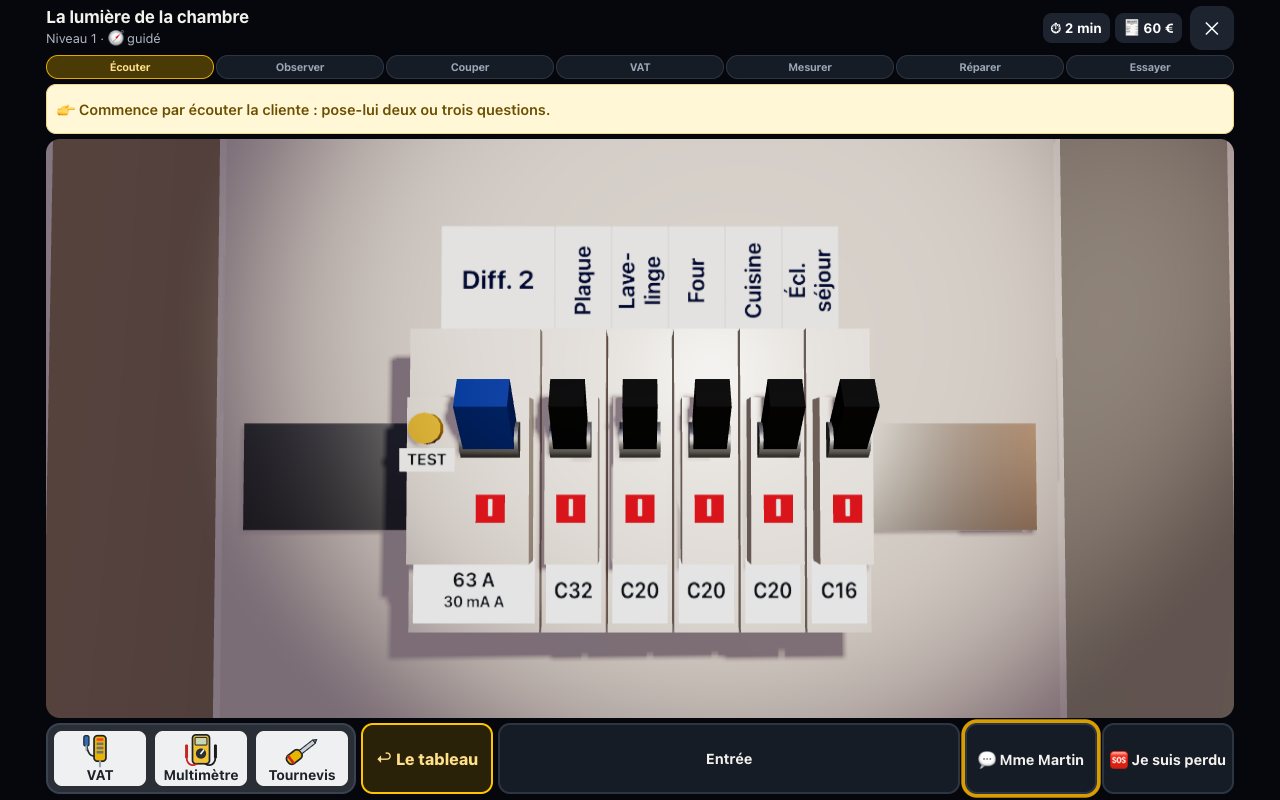 La lumière de la chambre
Niveau 1 · 🧭 guidé
⏱ 2 min
🧾 60 €
✕
Écouter
Observer
Couper
VAT
Mesurer
Réparer
Essayer
👉 Commence par écouter la cliente : pose-lui deux ou trois questions.
Diff. 2
Plaque
Lave-
linge
Four
Cuisine
Écl.
séjour
TEST
I
I
I
I
I
I
63 A
30 mA A
C32
C20
C20
C20
C16
VAT
Multimètre
Tournevis
↩ Le tableau
Entrée
💬 Mme Martin
🆘 Je suis perdu